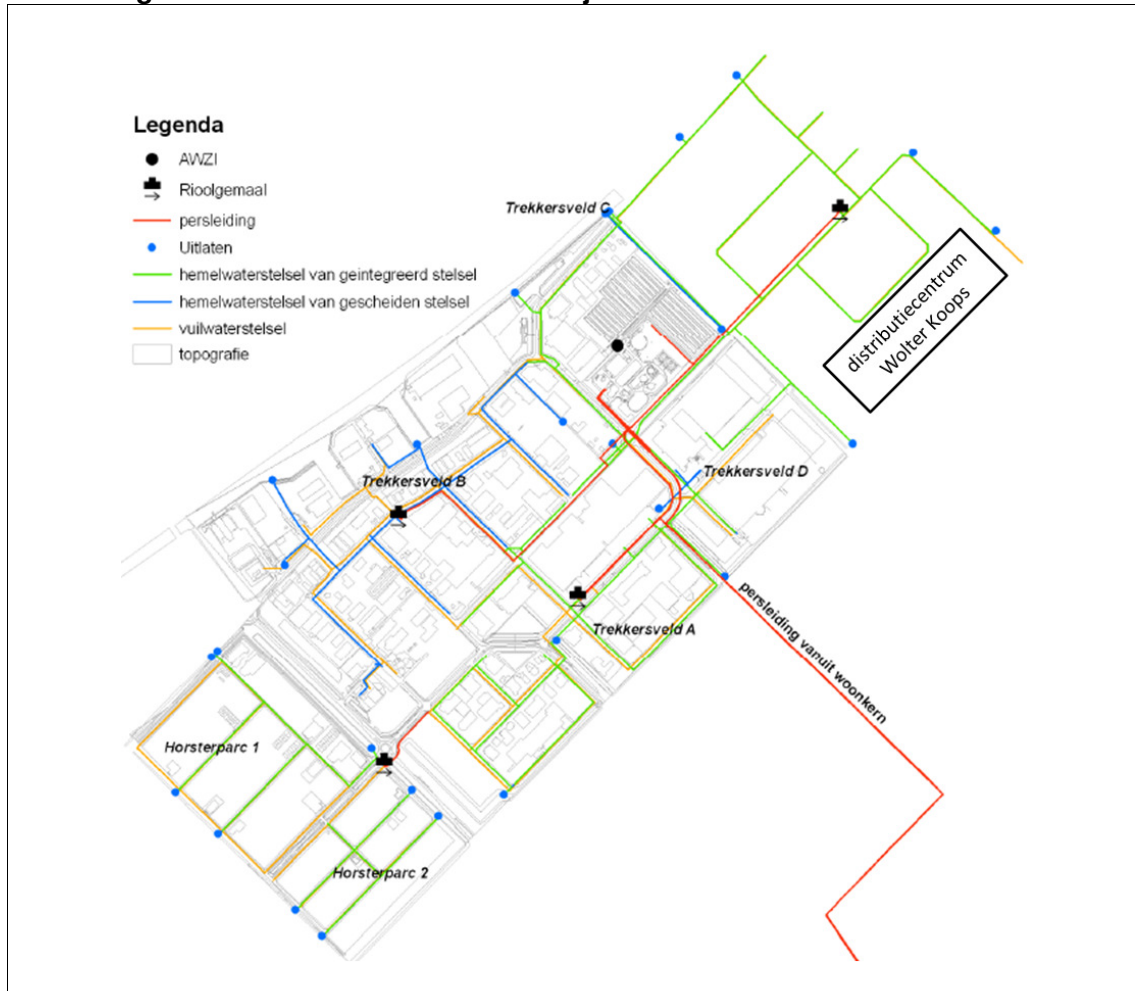 Legenda
AWZI
Rioolgemaal
persleiding
Uitlaten
hemelwaterstelsel van geintegreerd stelsel
hemelwaterstelsel van gescheiden stelsel
vuilwaterstelsel
topografie
Trekkersveld C
distributiecentrum
Wolter Koops
Trekkersveld B
Trekkersveld D
Trekkersveld A
persleiding vanuit woonkern
Horsterparc 1
Horsterparc 2